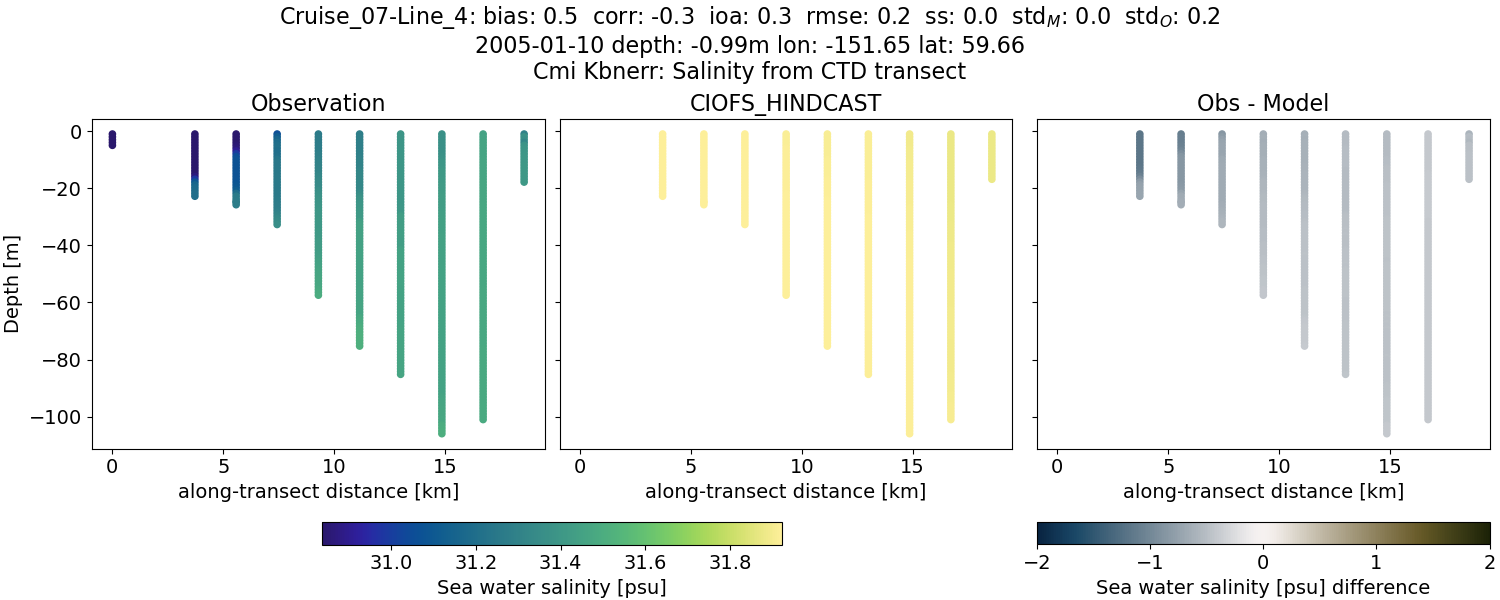 Cruise_07-Line_4: bias: 0.5  corr: -0.3  ioa: 0.3  rmse: 0.2  ss: 0.0  std_M: 0.0  std_O: 0.2
2005-01-10 depth: -0.99m lon: -151.65 lat: 59.66
Cmi Kbnerr: Salinity from CTD transect
Observation
CIOFS_HINDCAST
Obs - Model
Depth [m]
0
−20
−40
−60
−80
−100
0 5 10 15
0 5 10 15
0 5 10 15
along-transect distance [km]
along-transect distance [km]
along-transect distance [km]
31.0 31.2 31.4 31.6 31.8
Sea water salinity [psu]
−2 −1 0 1 2
Sea water salinity [psu] difference